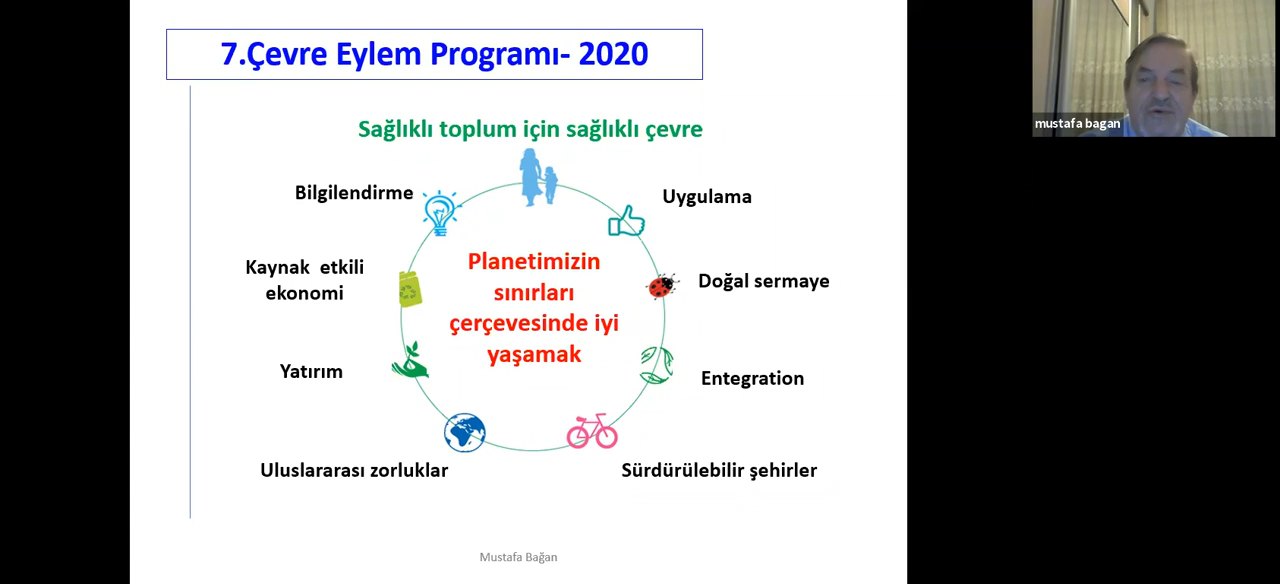 7.Çevre Eylem Programı- 2020
mustafa bagan
Sağlıklı toplum için sağlıklı çevre
Bilgilendirme
Uygulama
Kaynak etkili
ekonomi
Planetimizin
sınırları
çerçevesinde iyi
yaşamak
Doğal sermaye
Yatırım
Entegration
Uluslararası zorluklar
Sürdürülebilir şehirler
Mustafa Bağan